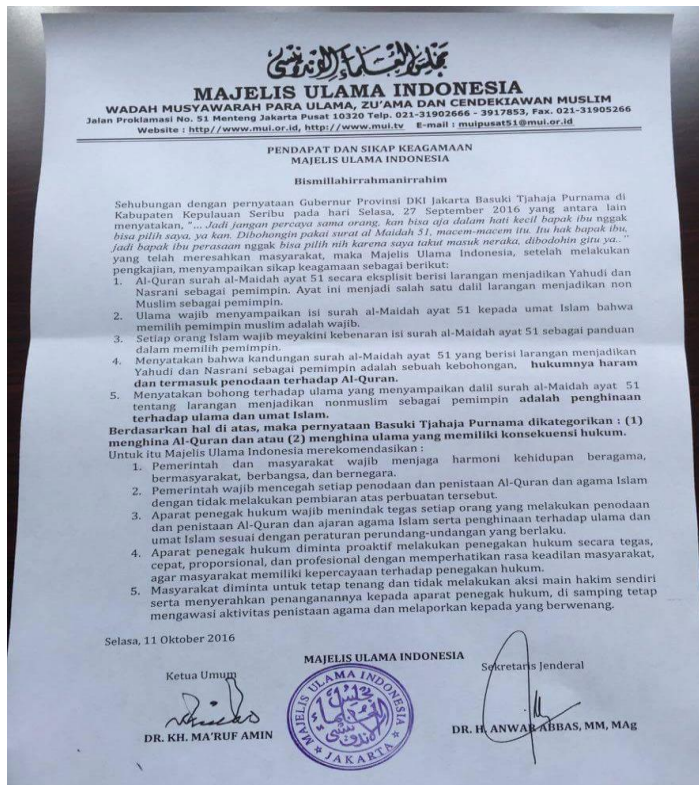 مجلس العلماء الإندونيسي
MAJELIS ULAMA INDONESIA
WADAH MUSYAWARAH PARA ULAMA, ZU'AMA DAN CENDEKIAWAN MUSLIM
Jalan Proklamasi No. 51 Menteng Jakarta Pusat 10320 Telp. 021-31902666 - 3917853, Fax. 021-31905266
Website : http//www.mui.or.id, http://www.mui.tv E-mail : muipusat51@mui.or.id
PENDAPAT DAN SIKAP KEAGAMAAN
MAJELIS ULAMA INDONESIA
Bismillahirrahmanirrahim
Sehubungan dengan pernyataan Gubernur Provinsi DKI Jakarta Basuki Tjahaja Purnama di
Kabupaten Kepulauan Seribu pada hari Selasa, 27 September 2016 yang antara lain
menyatakan, "... Jadi jangan percaya sama orang, kan bisa aja dalam hati kecil bapak ibu nggak
bisa pilih saya, ya kan. Dibohongin pakai surat al Maidah 51, macem-macem itu. Itu hak bapak ibu,
jadi bapak ibu perasaan nggak bisa pilih nih karena saya takut masuk neraka, dibodohin gitu ya.."
yang telah meresahkan masyarakat, maka Majelis Ulama Indonesia, setelah melakukan
pengkajian, menyampaikan sikap keagamaan sebagai berikut:
1. Al-Quran surah al-Maidah ayat 51 secara eksplisit berisi larangan menjadikan Yahudi dan
Nasrani sebagai pemimpin. Ayat ini menjadi salah satu dalil larangan menjadikan non
Muslim sebagai pemimpin.
2. Ulama wajib menyampaikan isi surah al-Maidah ayat 51 kepada umat Islam bahwa
memilih pemimpin muslim adalah wajib.
3. Setiap orang Islam wajib meyakini kebenaran isi surah al-Maidah ayat 51 sebagai panduan
dalam memilih pemimpin.
4. Menyatakan bahwa kandungan surah al-Maidah ayat 51 yang berisi larangan menjadikan
Yahudi dan Nasrani sebagai pemimpin adalah sebuah kebohongan, hukumnya haram
dan termasuk penodaan terhadap Al-Quran.
5. Menyatakan bohong terhadap ulama yang menyampaikan dalil surah al-Maidah ayat 51
tentang larangan menjadikan nonmuslim sebagai pemimpin adalah penghinaan
terhadap ulama dan umat Islam.
Berdasarkan hal di atas, maka pernyataan Basuki Tjahaja Purnama dikategorikan : (1)
menghina Al-Quran dan atau (2) menghina ulama yang memiliki konsekuensi hukum.
Untuk itu Majelis Ulama Indonesia merekomendasikan :
1. Pemerintah dan masyarakat wajib menjaga harmoni kehidupan beragama,
bermasyarakat, berbangsa, dan bernegara.
2. Pemerintah wajib mencegah setiap penodaan dan penistaan Al-Quran dan agama Islam
dengan tidak melakukan pembiaran atas perbuatan tersebut.
3. Aparat penegak hukum wajib menindak tegas setiap orang yang melakukan penodaan
dan penistaan Al-Quran dan ajaran agama Islam serta penghinaan terhadap ulama dan
umat Islam sesuai dengan peraturan perundang-undangan yang berlaku.
4. Aparat penegak hukum diminta proaktif melakukan penegakan hukum secara tegas,
cepat, proporsional, dan profesional dengan memperhatikan rasa keadilan masyarakat,
agar masyarakat memiliki kepercayaan terhadap penegakan hukum.
5. Masyarakat diminta untuk tetap tenang dan tidak melakukan aksi main hakim sendiri
serta menyerahkan penanganannya kepada aparat penegak hukum, di samping tetap
mengawasi aktivitas penistaan agama dan melaporkan kepada yang berwenang.
Selasa, 11 Oktober 2016
MAJELIS ULAMA INDONESIA
Ketua Umum
Sekretaris Jenderal
MAJELIS ULAMA INDONESIA
JAKARTA
DR. KH. MA'RUF AMIN
DR. H. ANWAR ABBAS, MM, MAg